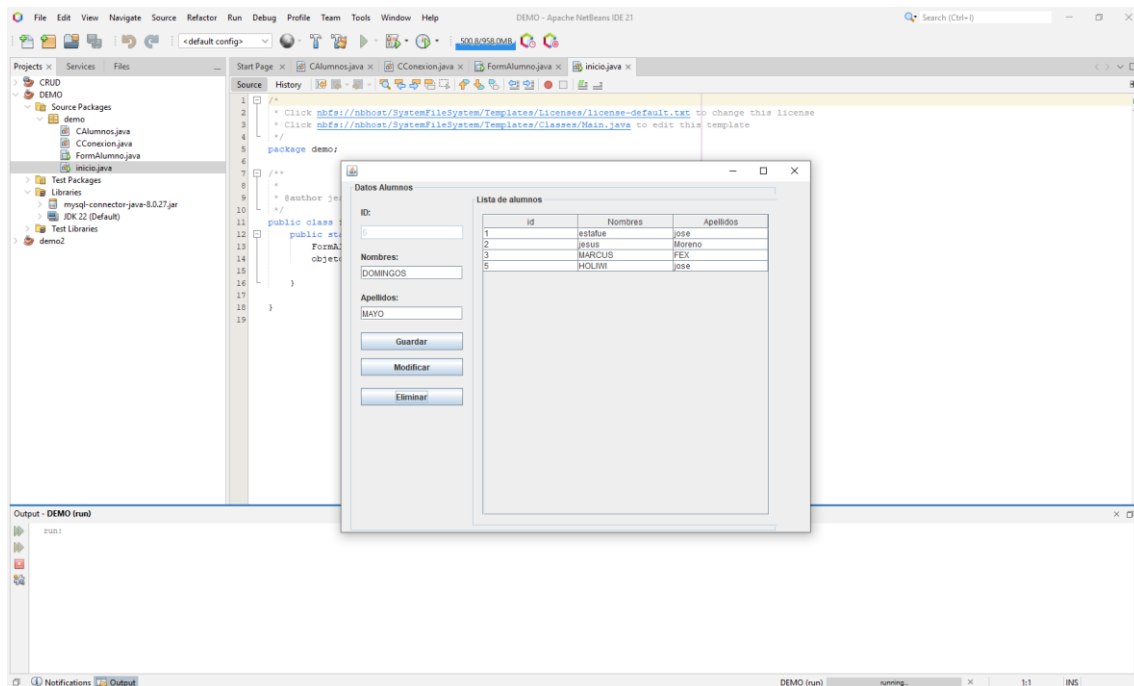 File Edit View Navigate Source Refactor Run Debug Profile Team Tools Window Help
DEMO - Apache NetBeans IDE 21
Search (Ctrl+I)
<default config>
500.8/958.0MB
Projects Services Files
Start Page CAlumnos.java CConexion.java FormAlumno.java inicio.java
Source History
CRUD
DEMO
Source Packages
demo
CAlumnos.java
CConexion.java
FormAlumno.java
inicio.java
Test Packages
Libraries
mysql-connector-java-8.0.27.jar
JDK 22 (Default)
Test Libraries
demo2
1 /*
2 * Click nbfs://nbhost/SystemFileSystem/Templates/Licenses/license-default.txt to change this license
3 * Click nbfs://nbhost/SystemFileSystem/Templates/Classes/Main.java to edit this template
4 */
5 package demo;
6
7 /**
8 *
9 * @author je
10 */
11 public class
12 public sta
13 FormAl
14 objeto
15
16 }
17
18 }
19
Datos Alumnos
ID:
6
Nombres:
DOMINGOS
Apellidos:
MAYO
Guardar
Modificar
Eliminar
Lista de alumnos
id Nombres Apellidos
1 estafue jose
2 jesus Moreno
3 MARCUS FEX
5 HOLIWI jose
Output - DEMO (run)
run:
Notifications Output
DEMO (run) running... 1:1 INS